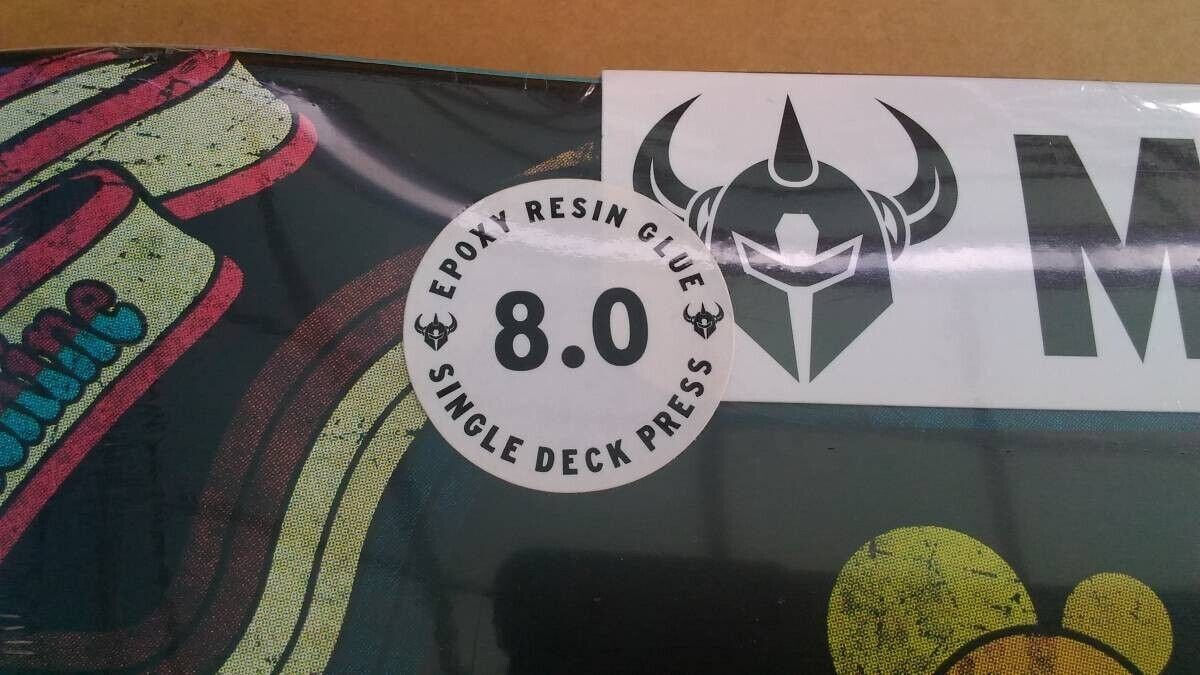 EPOXY RESIN GLUE
8.0
SINGLE DECK PRESS
M